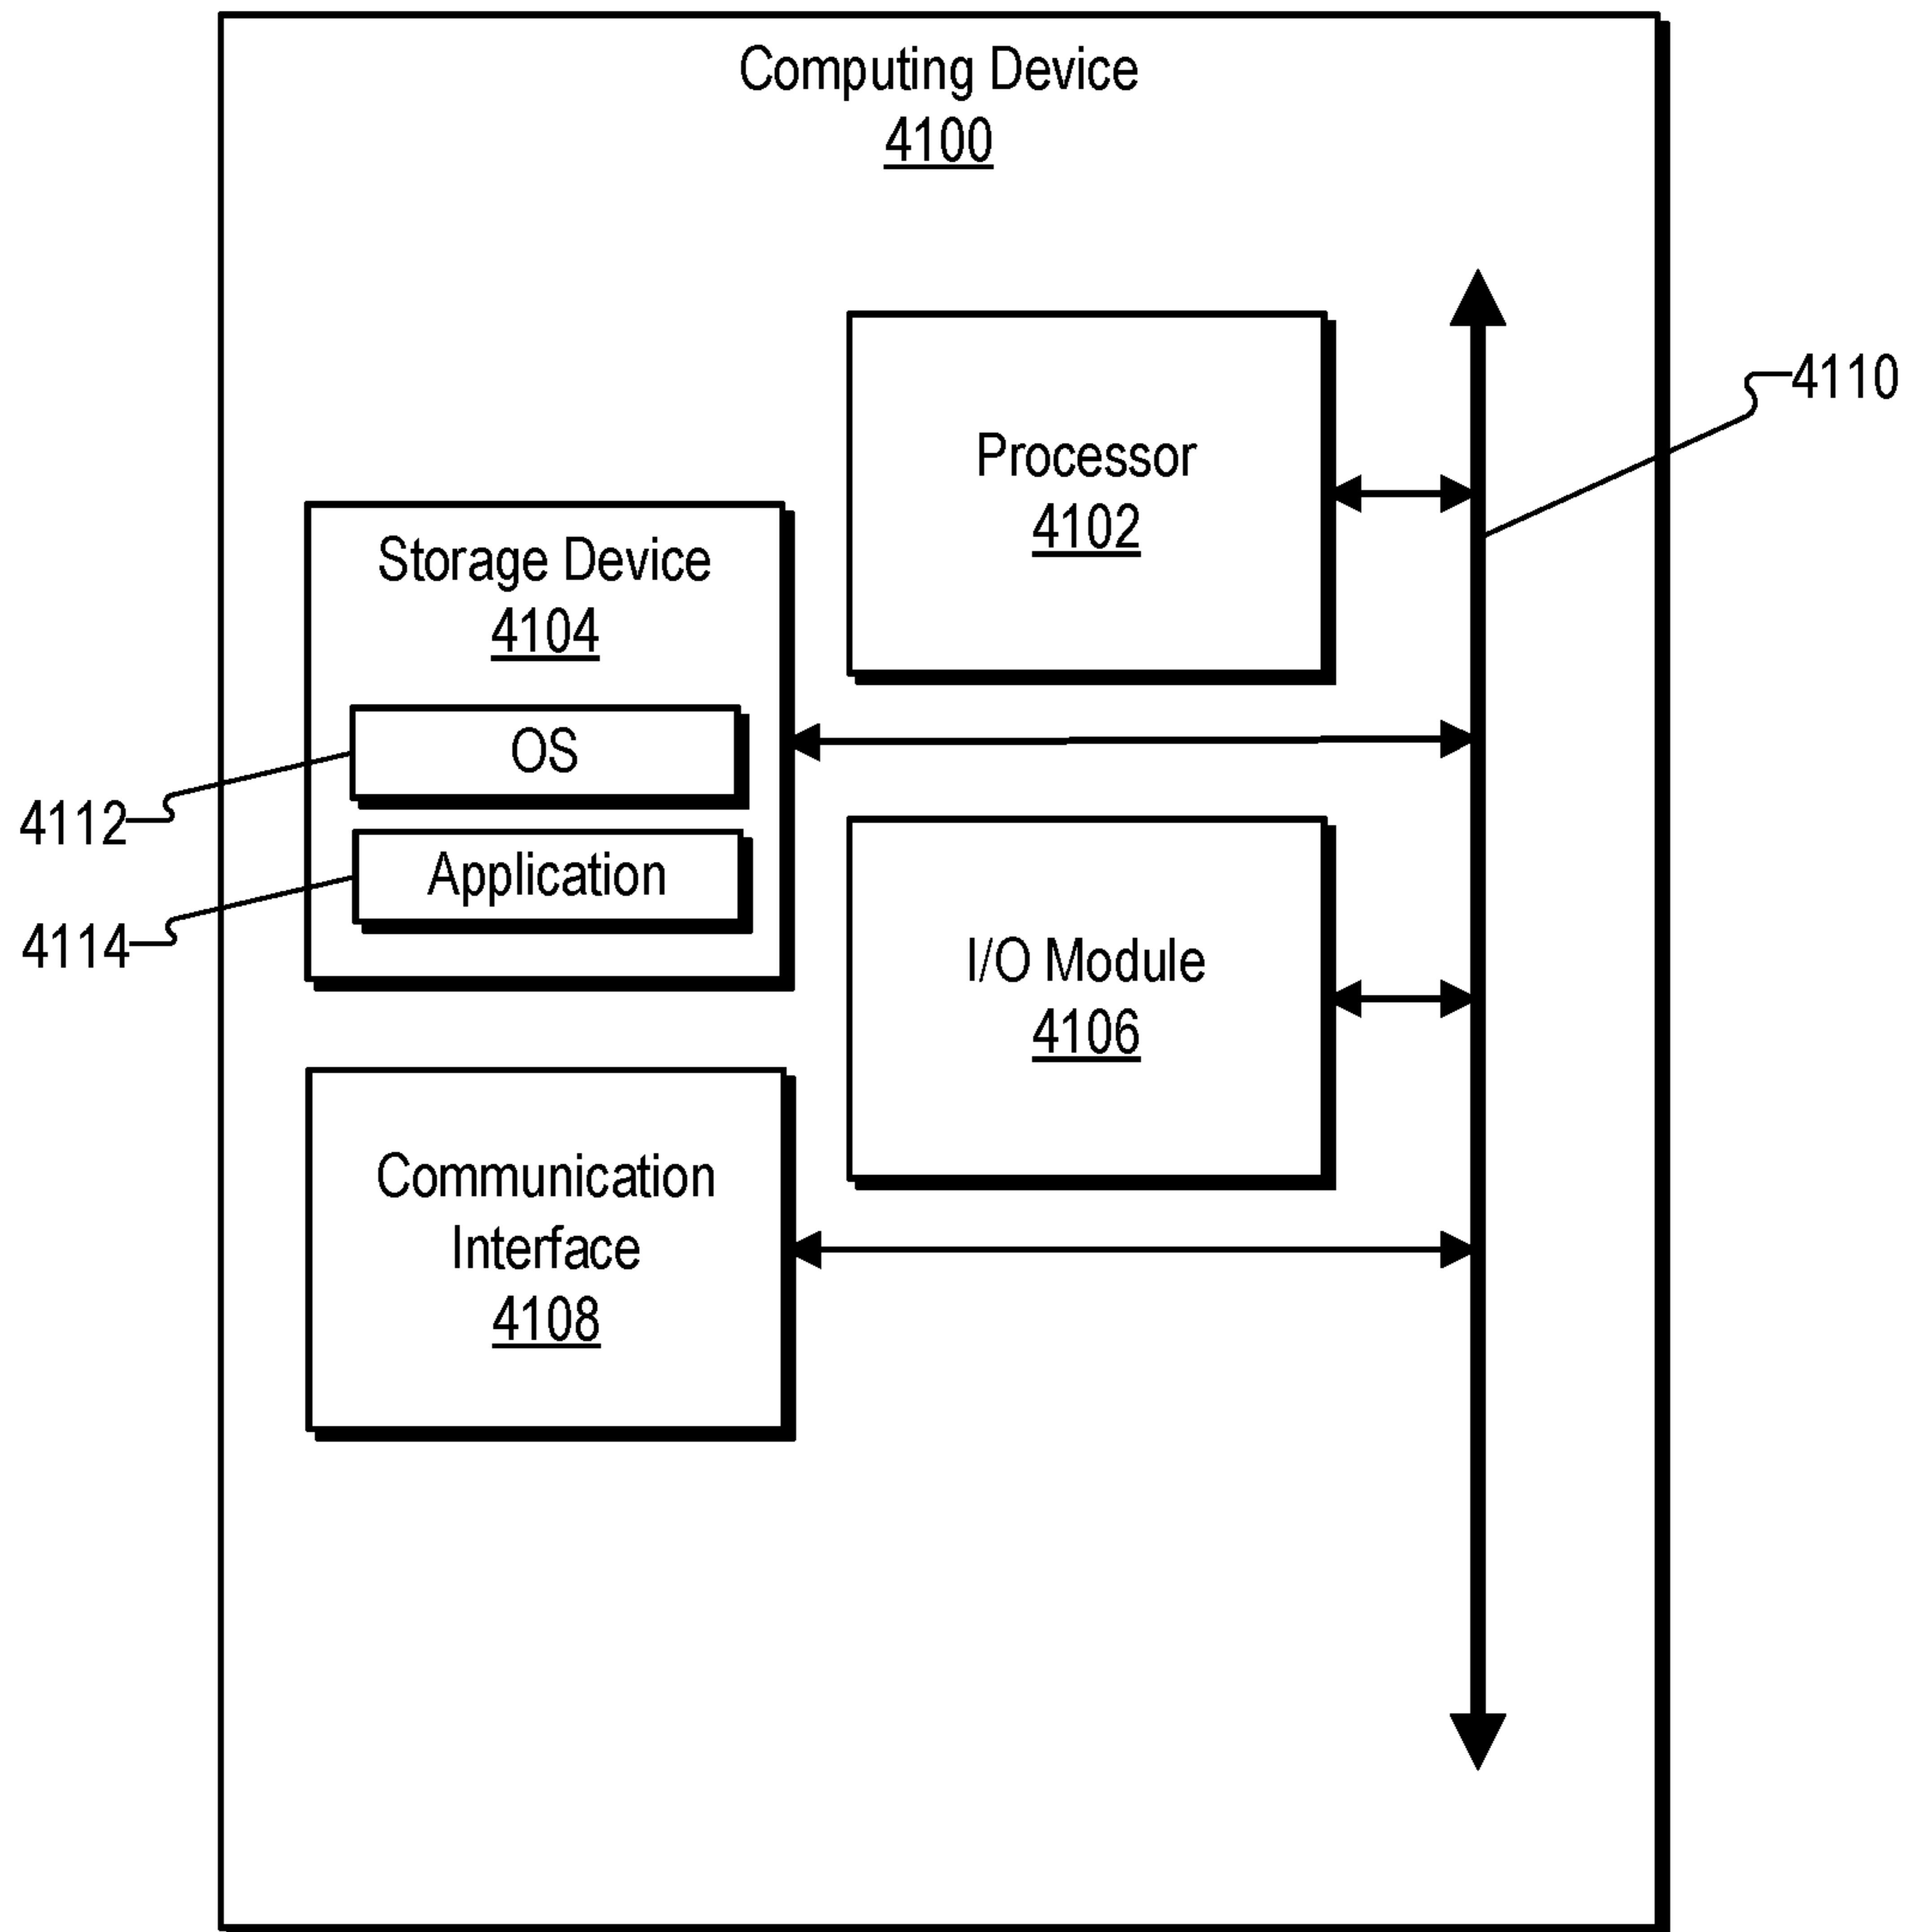 Computing Device
4100
4110
Processor
4102
Storage Device
4104
OS
4112
Application
4114
I/O Module
4106
Communication
Interface
4108